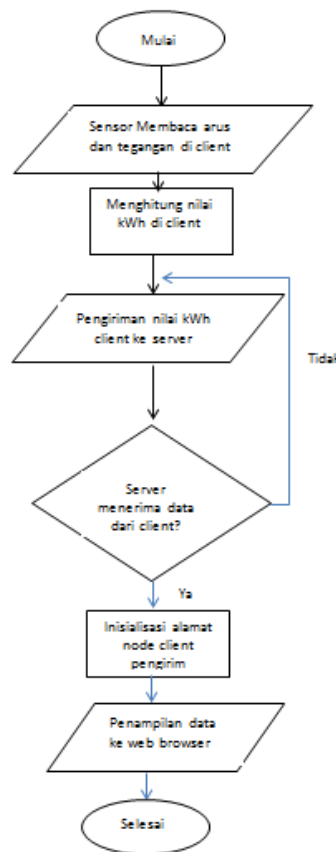 Mulai
Sensor Membaca arus
dan tegangan di client
Menghitung nilai
kWh di client
Pengiriman nilai kWh
client ke server
Tidak
Server
menerima data
dari client?
Ya
Inisialisasi alamat
node client
pengirim
Penampilan data
ke web browser
Selesai